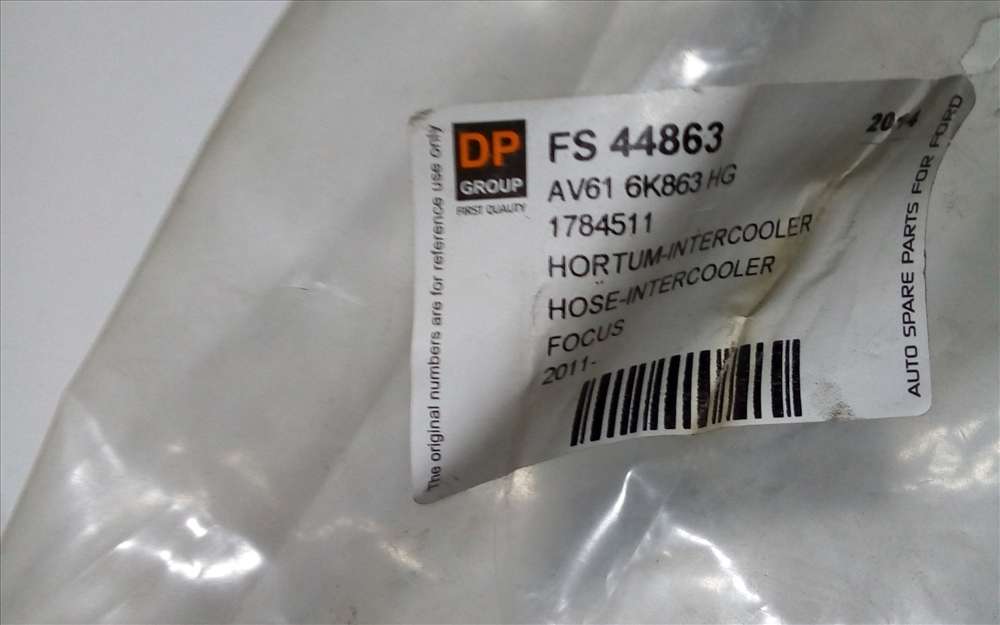 The original numbers are for reference use only
DP
GROUP
FIRST QUALITY
FS 44863
2014
AV61 6K863 HG
1784511
HORTUM-INTERCOOLER
HOSE-INTERCOOLER
FOCUS
2011-
AUTO SPARE PARTS FOR FORD